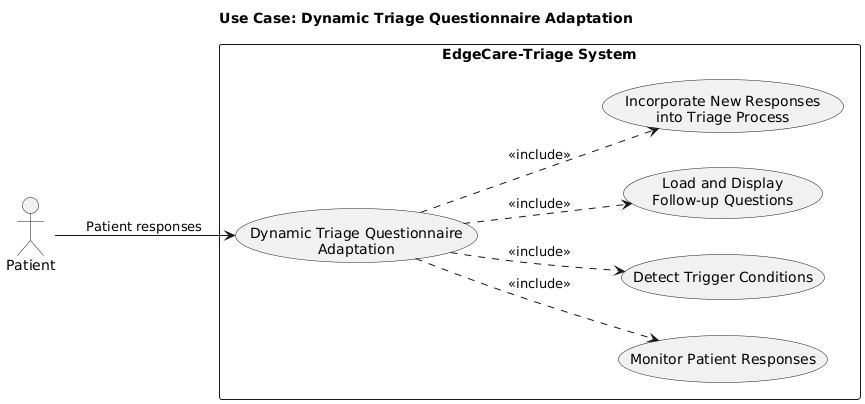 Use Case: Dynamic Triage Questionnaire Adaptation
EdgeCare-Triage System
Incorporate New Responses
into Triage Process
«include»
Load and Display
Follow-up Questions
«include»
Patient responses
Dynamic Triage Questionnaire
Adaptation
Patient
«include»
Detect Trigger Conditions
«include»
Monitor Patient Responses